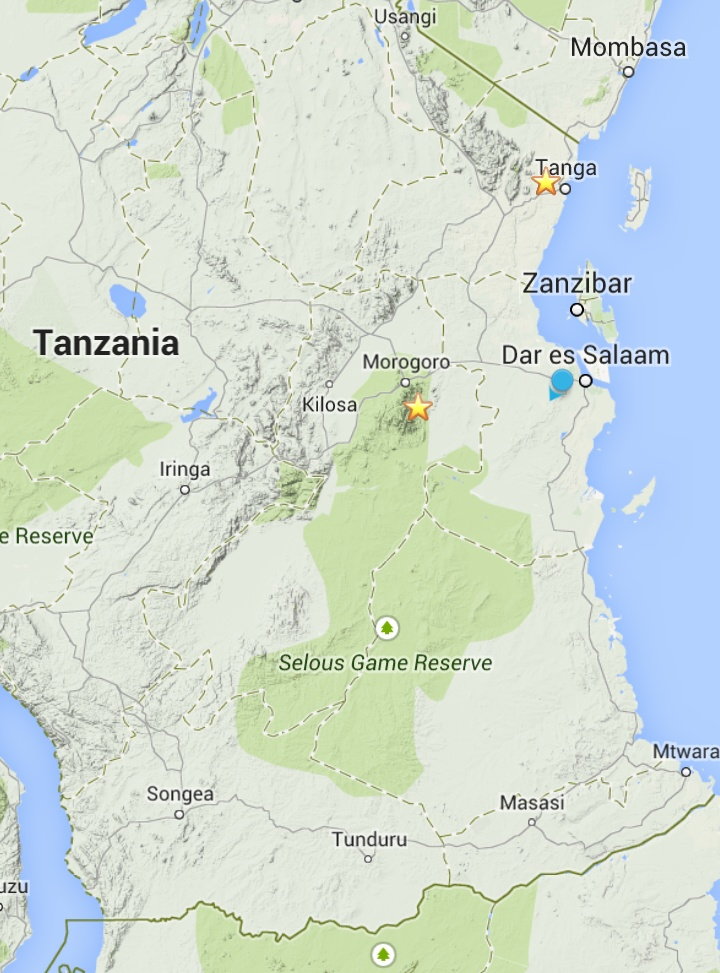 Usangi
Mombasa
Tanga
Zanzibar
Tanzania
Dar es Salaam
Morogoro
Kilosa
Iringa
e Reserve
Selous Game Reserve
Mtwara
Songea
Masasi
Tunduru
uzu